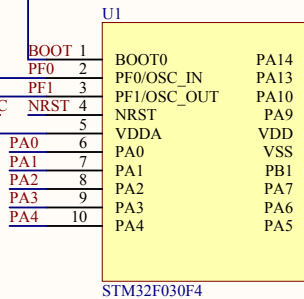 U1
BOOT 1 BOOT0 PA14
PF0 2 PF0/OSC_IN PA13
PF1 3 PF1/OSC_OUT PA10
C NRST 4 NRST PA9
5 VDDA VDD
PA0 6 PA0 VSS
PA1 7 PA1 PB1
PA2 8 PA2 PA7
PA3 9 PA3 PA6
PA4 10 PA4 PA5
STM32F030F4